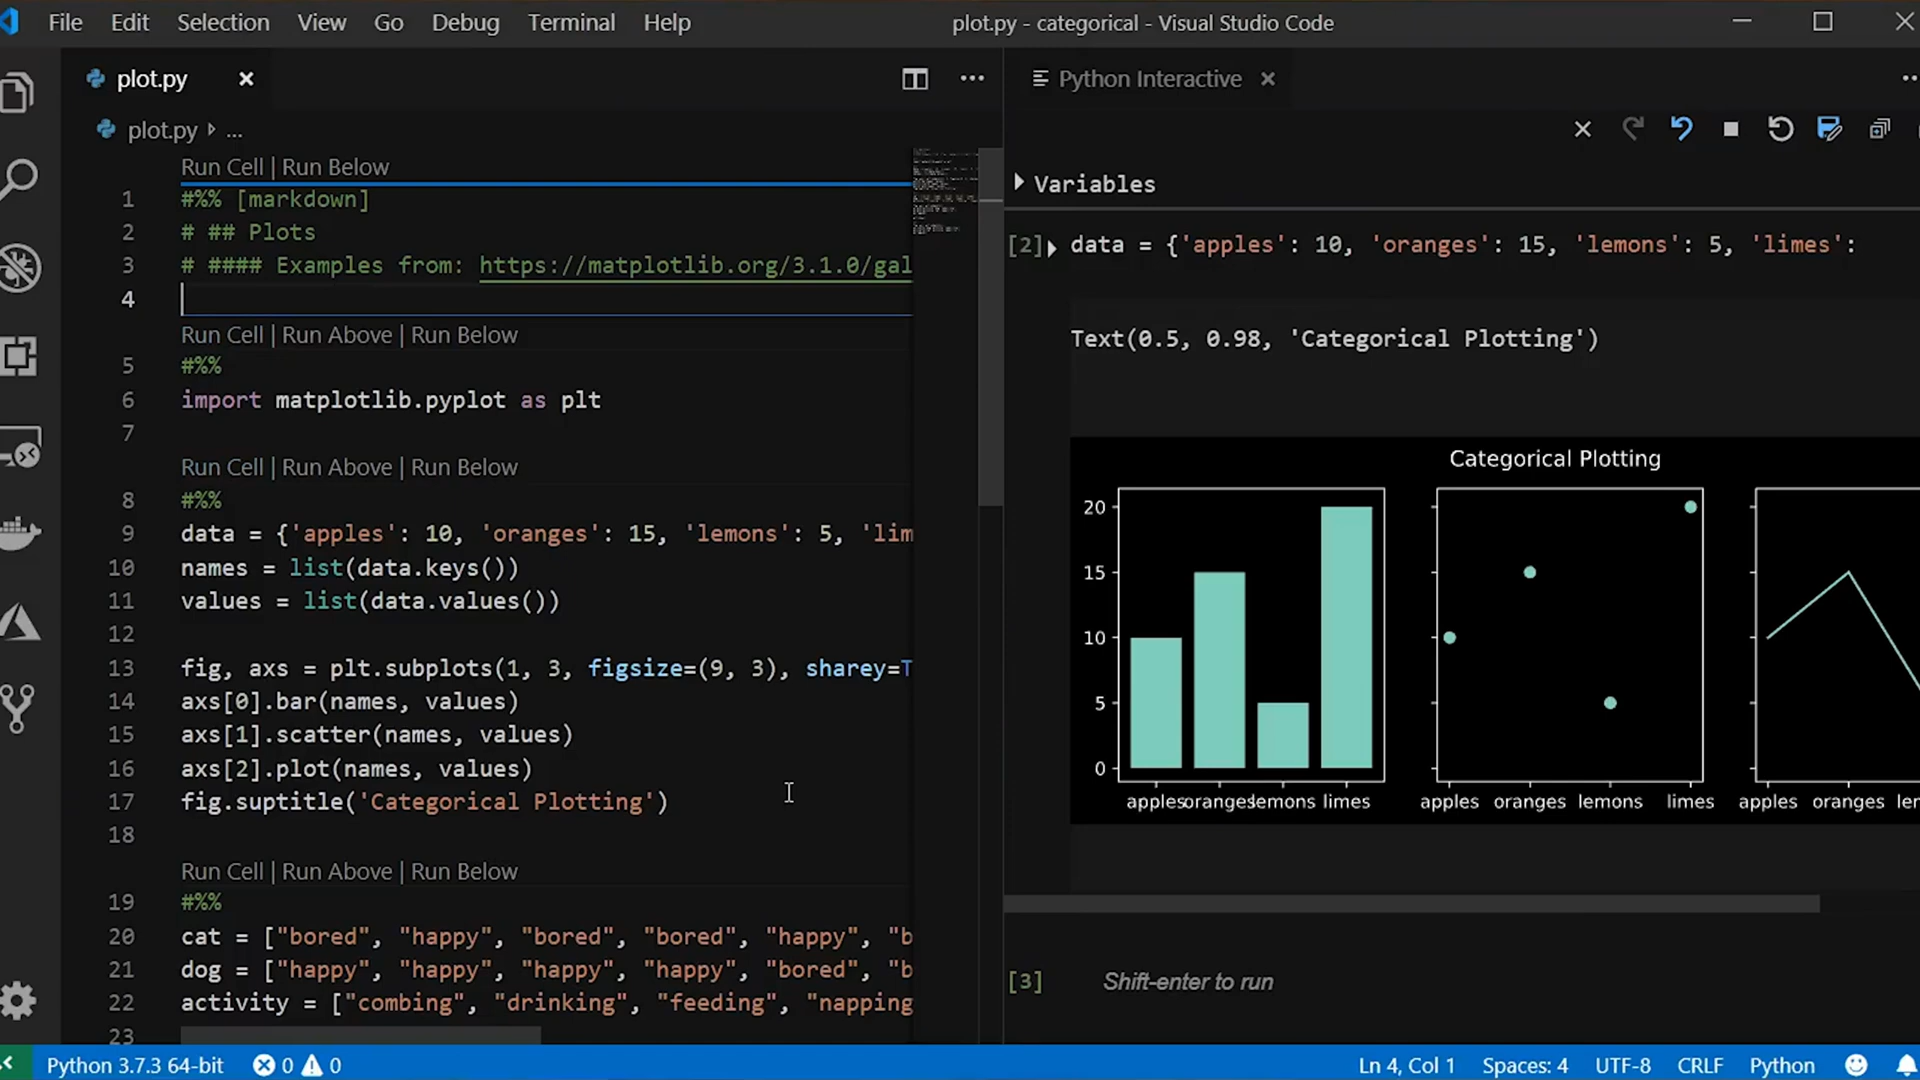 File Edit Selection View Go Debug Terminal Help plot.py - categorical - Visual Studio Code
plot.py
plot.py ...
Run Cell | Run Below
1 #%% [markdown]
2 # ## Plots
3 # #### Examples from: https://matplotlib.org/3.1.0/gal
4
Run Cell | Run Above | Run Below
5 #%%
6 import matplotlib.pyplot as plt
7
Run Cell | Run Above | Run Below
8 #%%
9 data = {'apples': 10, 'oranges': 15, 'lemons': 5, 'lim
10 names = list(data.keys())
11 values = list(data.values())
12
13 fig, axs = plt.subplots(1, 3, figsize=(9, 3), sharey=T
14 axs[0].bar(names, values)
15 axs[1].scatter(names, values)
16 axs[2].plot(names, values)
17 fig.suptitle('Categorical Plotting')
18
Run Cell | Run Above | Run Below
19 #%%
20 cat = ["bored", "happy", "bored", "bored", "happy", "b
21 dog = ["happy", "happy", "happy", "happy", "bored", "b
22 activity = ["combing", "drinking", "feeding", "napping
23
Python Interactive
Variables
[2] data = {'apples': 10, 'oranges': 15, 'lemons': 5, 'limes':
Text(0.5, 0.98, 'Categorical Plotting')
Categorical Plotting
20
15
10
5
0
apples oranges lemons limes
apples oranges lemons limes
apples oranges len
[3] Shift-enter to run
Python 3.7.3 64-bit 0 0 Ln 4, Col 1 Spaces: 4 UTF-8 CRLF Python